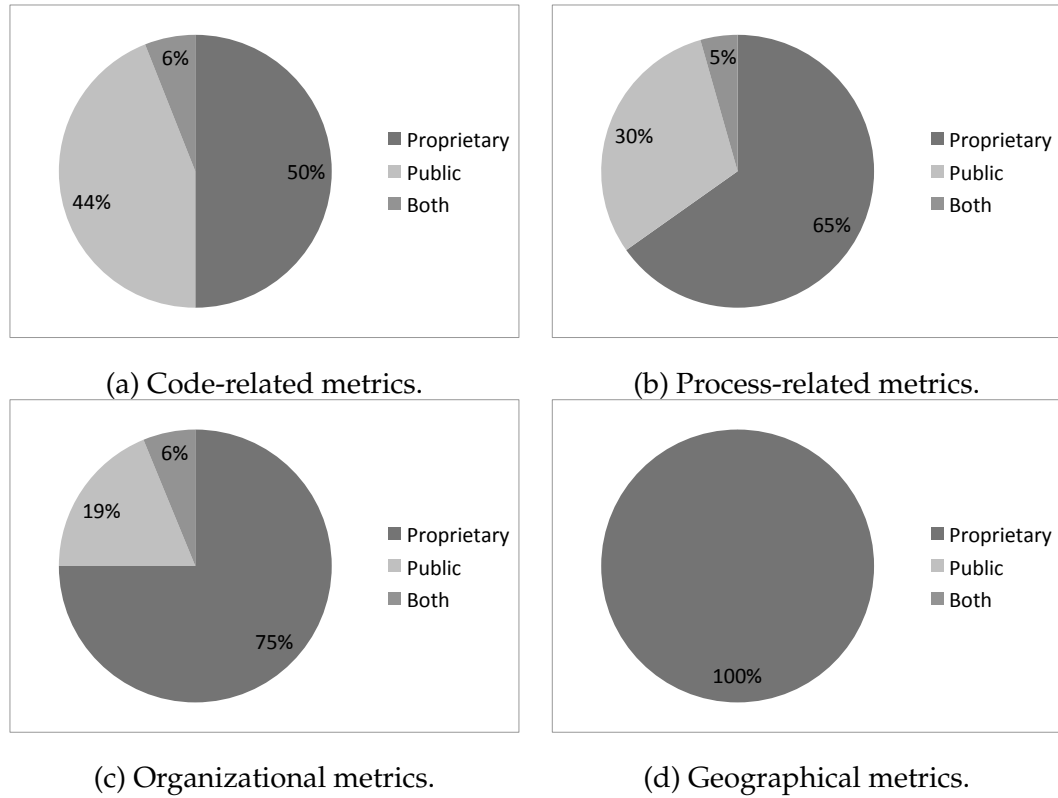 6%
50%
44%
Proprietary
Public
Both
(a) Code-related metrics.
5%
30%
65%
Proprietary
Public
Both
(b) Process-related metrics.
6%
19%
75%
Proprietary
Public
Both
(c) Organizational metrics.
100%
Proprietary
Public
Both
(d) Geographical metrics.